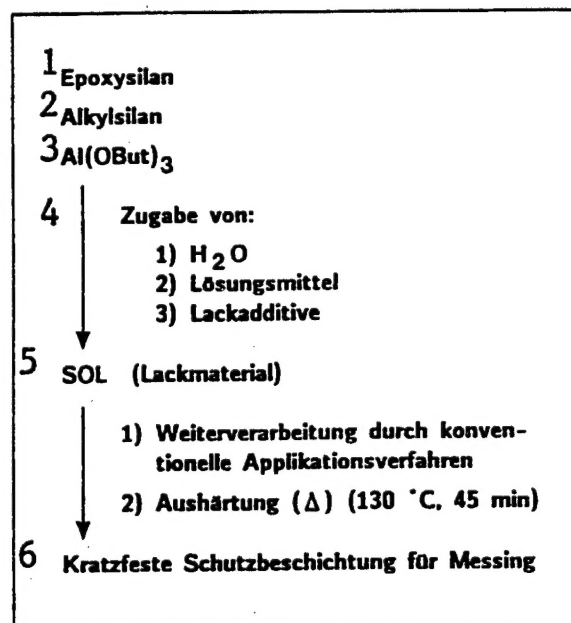 1 Epoxysilan
2 Alkylsilan
3 Al(OBut)3
4 Zugabe von:
1) H2O
2) Lösungsmittel
3) Lackadditive
5 SOL (Lackmaterial)
1) Weiterverarbeitung durch konven-
tionelle Applikationsverfahren
2) Aushärtung (Δ) (130 °C, 45 min)
6 Kratzfeste Schutzbeschichtung für Messing